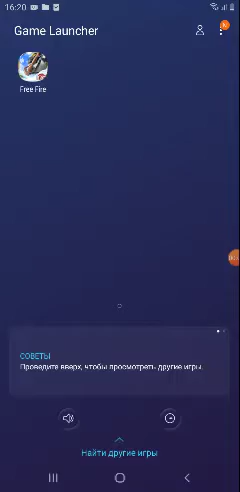 16:20
Game Launcher
N
Free Fire
СОВЕТЫ
Проведите вверх, чтобы просмотреть другие игры.
Найти другие игры